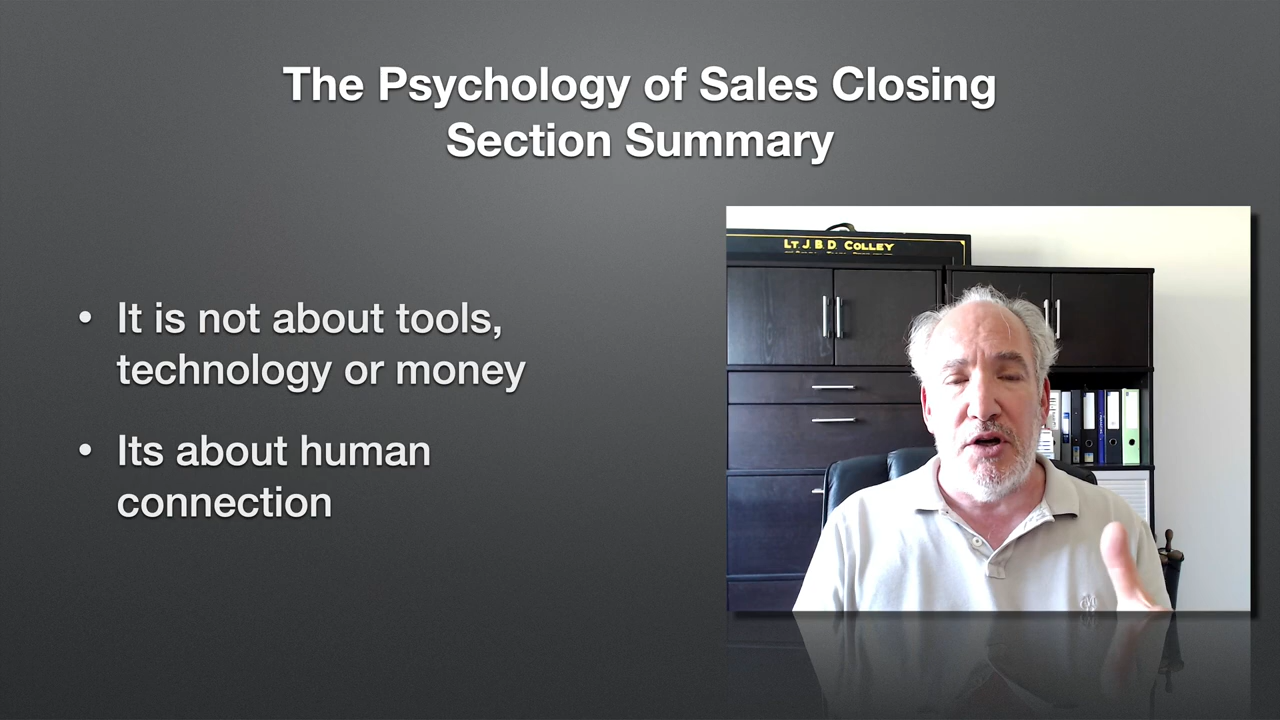 The Psychology of Sales Closing
Section Summary
• It is not about tools,
technology or money
• Its about human
connection
LT. J. B. D. COLLEY